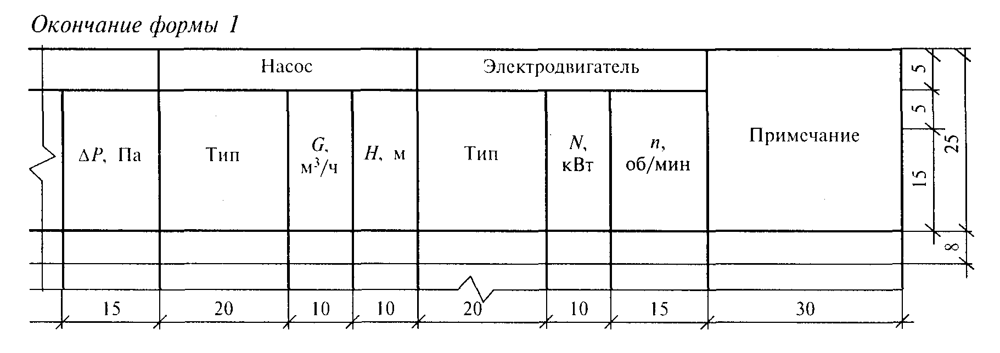 Окончание формы 1
Насос
Электродвигатель
Примечание
ΔP, Па
Тип
G,
м³/ч
H, м
Тип
N,
кВт
n,
об/мин
5
5
15
25
8
15
20
10
10
20
10
15
30